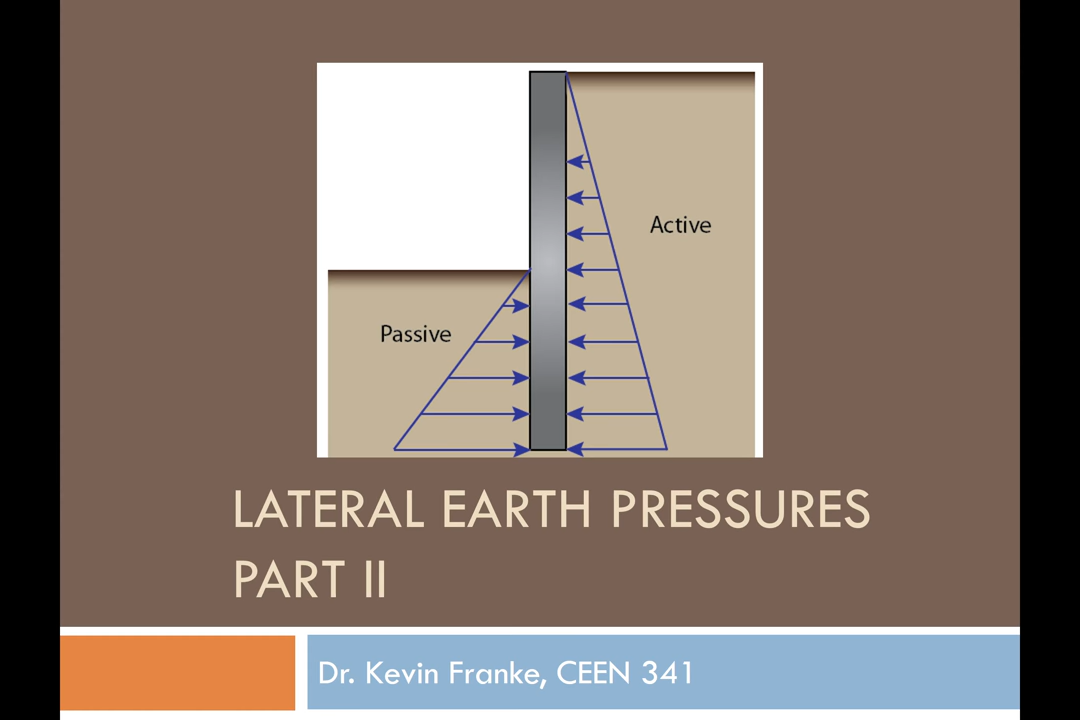 Active
Passive
LATERAL EARTH PRESSURES
PART II
Dr. Kevin Franke, CEEN 341